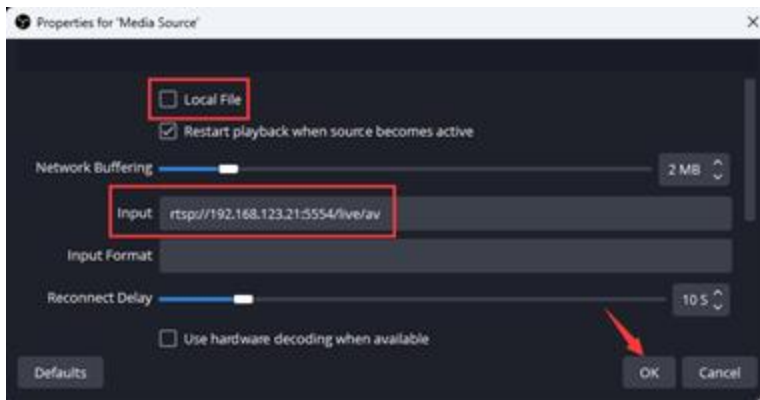 Properties for 'Media Source'
Local File
Restart playback when source becomes active
Network Buffering 2 MB
Input rtsp://192.168.123.21:5554/live/av
Input Format
Reconnect Delay 10 S
Use hardware decoding when available
Defaults OK Cancel